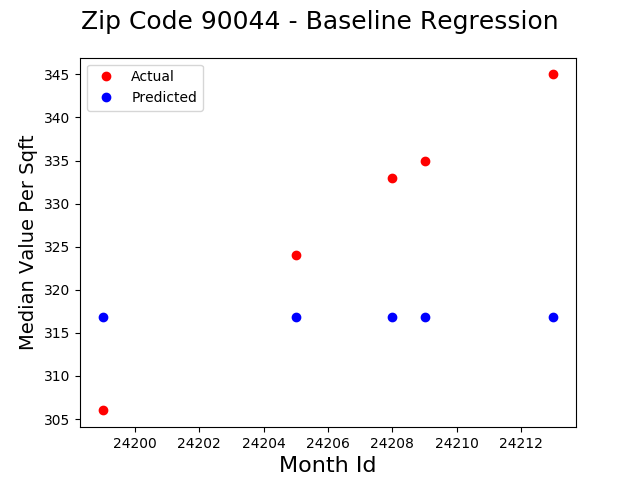 Zip Code 90044 - Baseline Regression
Actual
Predicted
345
340
335
330
325
320
315
310
305
Median Value Per Sqft
24200 24202 24204 24206 24208 24210 24212
Month Id